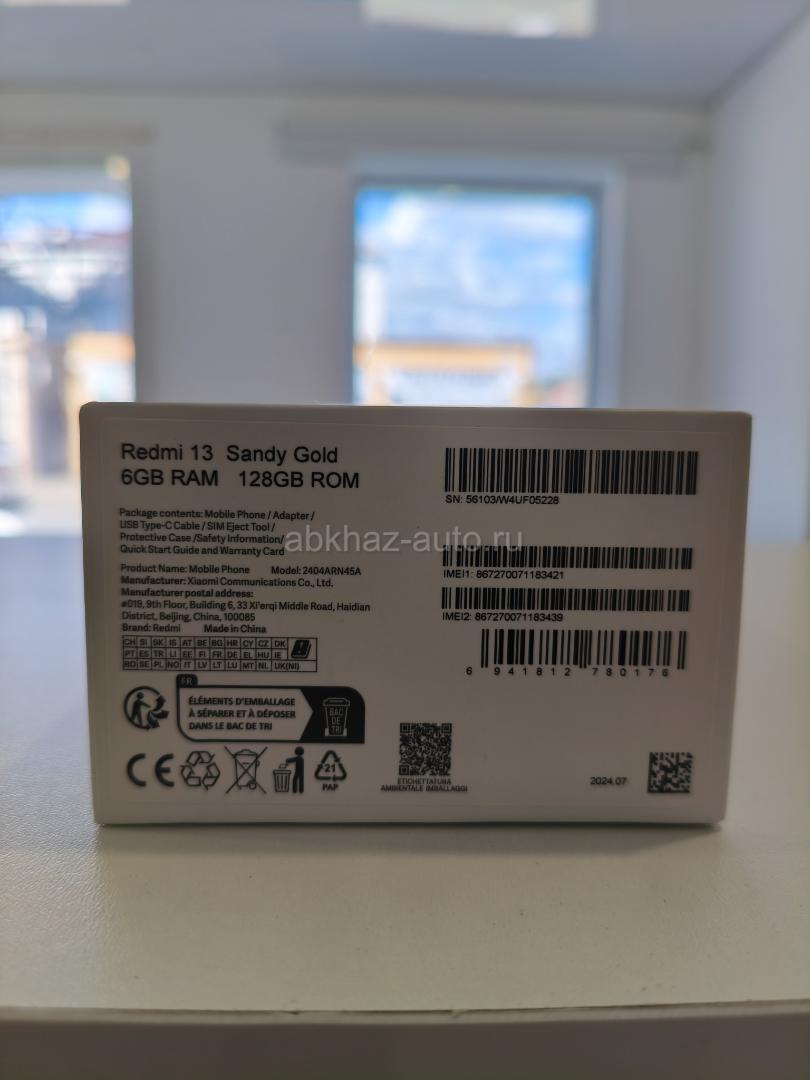 Redmi 13 Sandy Gold
6GB RAM 128GB ROM
Package contents: Mobile Phone / Adapter /
USB Type-C Cable / SIM Eject Tool /
Protective Case /Safety Information/
Quick Start Guide and Warranty Card
Product Name: Mobile Phone Model: 2404ARN45A
Manufacturer: Xiaomi Communications Co., Ltd.
Manufacturer postal address:
#019, 9th Floor, Building 6, 33 Xi'erqi Middle Road, Haidian
District, Beijing, China, 100085
Brand: Redmi Made in China
CH SI SK IS AT BE BG HR CY CZ DK
PT ES TR LI EE FI FR DE EL HU IE
RO SE PL NO IT LV LT LU MT NL UK(NI)
FR
ÉLÉMENTS D'EMBALLAGE
À SÉPARER ET À DÉPOSER
DANS LE BAC DE TRI
BAC
DE
TRI
CE
21
PAP
SN: 56103/W4UF05228
abkhaz-auto.ru
IMEI1: 867270071183421
IMEI2: 867270071183439
6 941812 780176
ETICHETTATURA
AMBIENTALE IMBALLAGGI
2024.07